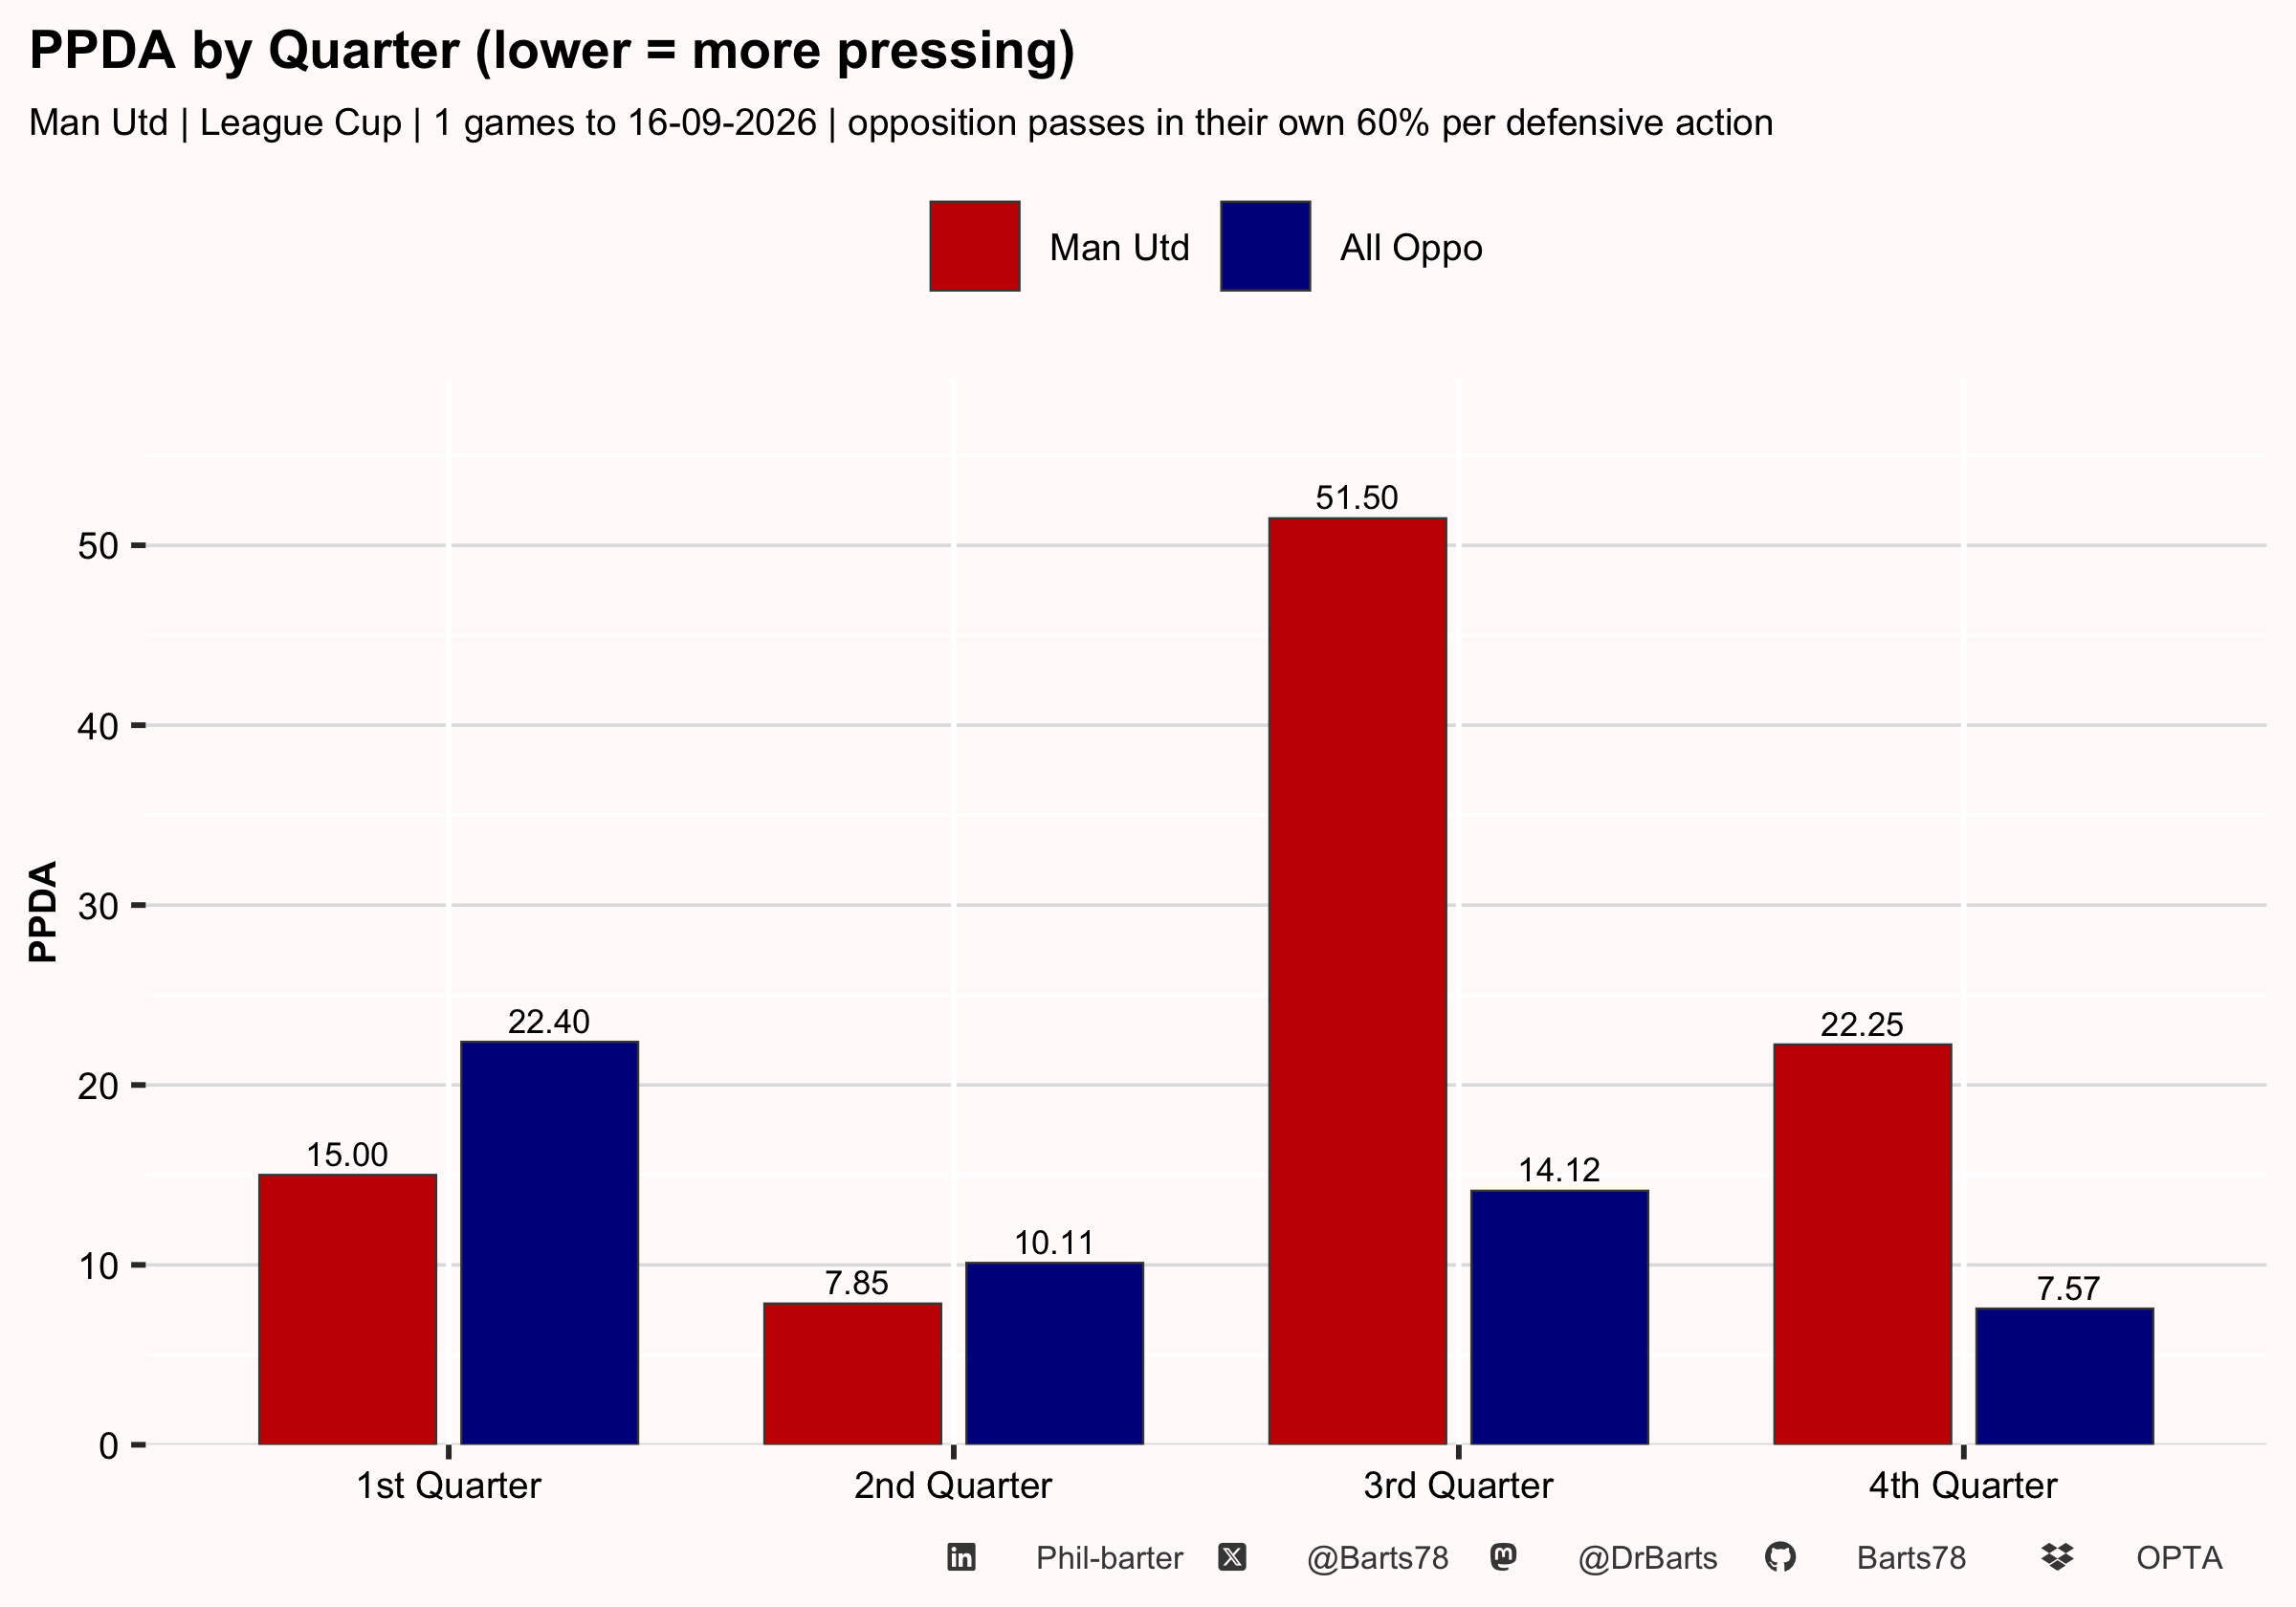 PPDA by Quarter (lower = more pressing)
Man Utd | League Cup | 1 games to 16-09-2026 | opposition passes in their own 60% per defensive action
Man Utd
All Oppo
PPDA
50
40
30
20
10
0
15.00
22.40
7.85
10.11
51.50
14.12
22.25
7.57
1st Quarter
2nd Quarter
3rd Quarter
4th Quarter
Phil-barter @Barts78 @DrBarts Barts78 OPTA